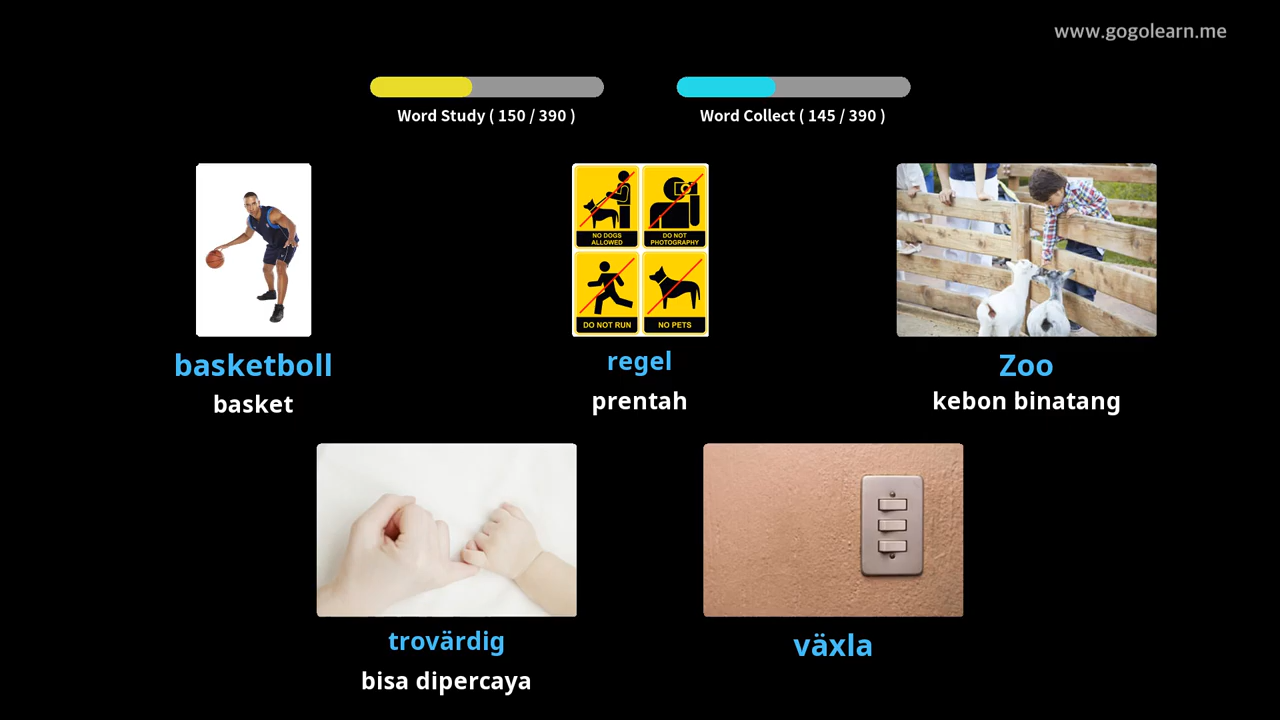 www.gogolearn.me
Word Study ( 150 / 390 )
Word Collect ( 145 / 390 )
NO DOGS
ALLOWED
DO NOT
PHOTOGRAPHY
DO NOT RUN
NO PETS
basketboll
regel
Zoo
basket
prentah
kebon binatang
trovärdig
växla
bisa dipercaya